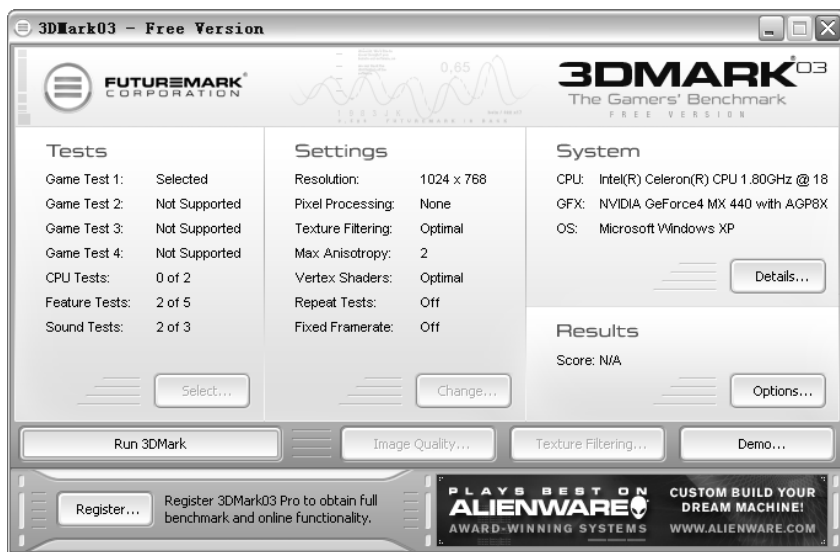 3DMark03 - Free Version
FUTUREMARK®
CORPORATION
0,65
3DMARK®03
The Gamers' Benchmark
FREE VERSION
Tests
Game Test 1: Selected
Game Test 2: Not Supported
Game Test 3: Not Supported
Game Test 4: Not Supported
CPU Tests: 0 of 2
Feature Tests: 2 of 5
Sound Tests: 2 of 3
Select...
Settings
Resolution: 1024 x 768
Pixel Processing: None
Texture Filtering: Optimal
Max Anisotropy: 2
Vertex Shaders: Optimal
Repeat Tests: Off
Fixed Framerate: Off
Change...
System
CPU: Intel(R) Celeron(R) CPU 1.80GHz @ 18
GFX: NVIDIA GeForce4 MX 440 with AGP8X
OS: Microsoft Windows XP
Details...
Results
Score: N/A
Options...
Run 3DMark
Image Quality...
Texture Filtering...
Demo...
Register...
Register 3DMark03 Pro to obtain full
benchmark and online functionality.
PLAYS BEST ON
ALIENWARE
AWARD-WINNING SYSTEMS
CUSTOM BUILD YOUR
DREAM MACHINE!
WWW.ALIENWARE.COM